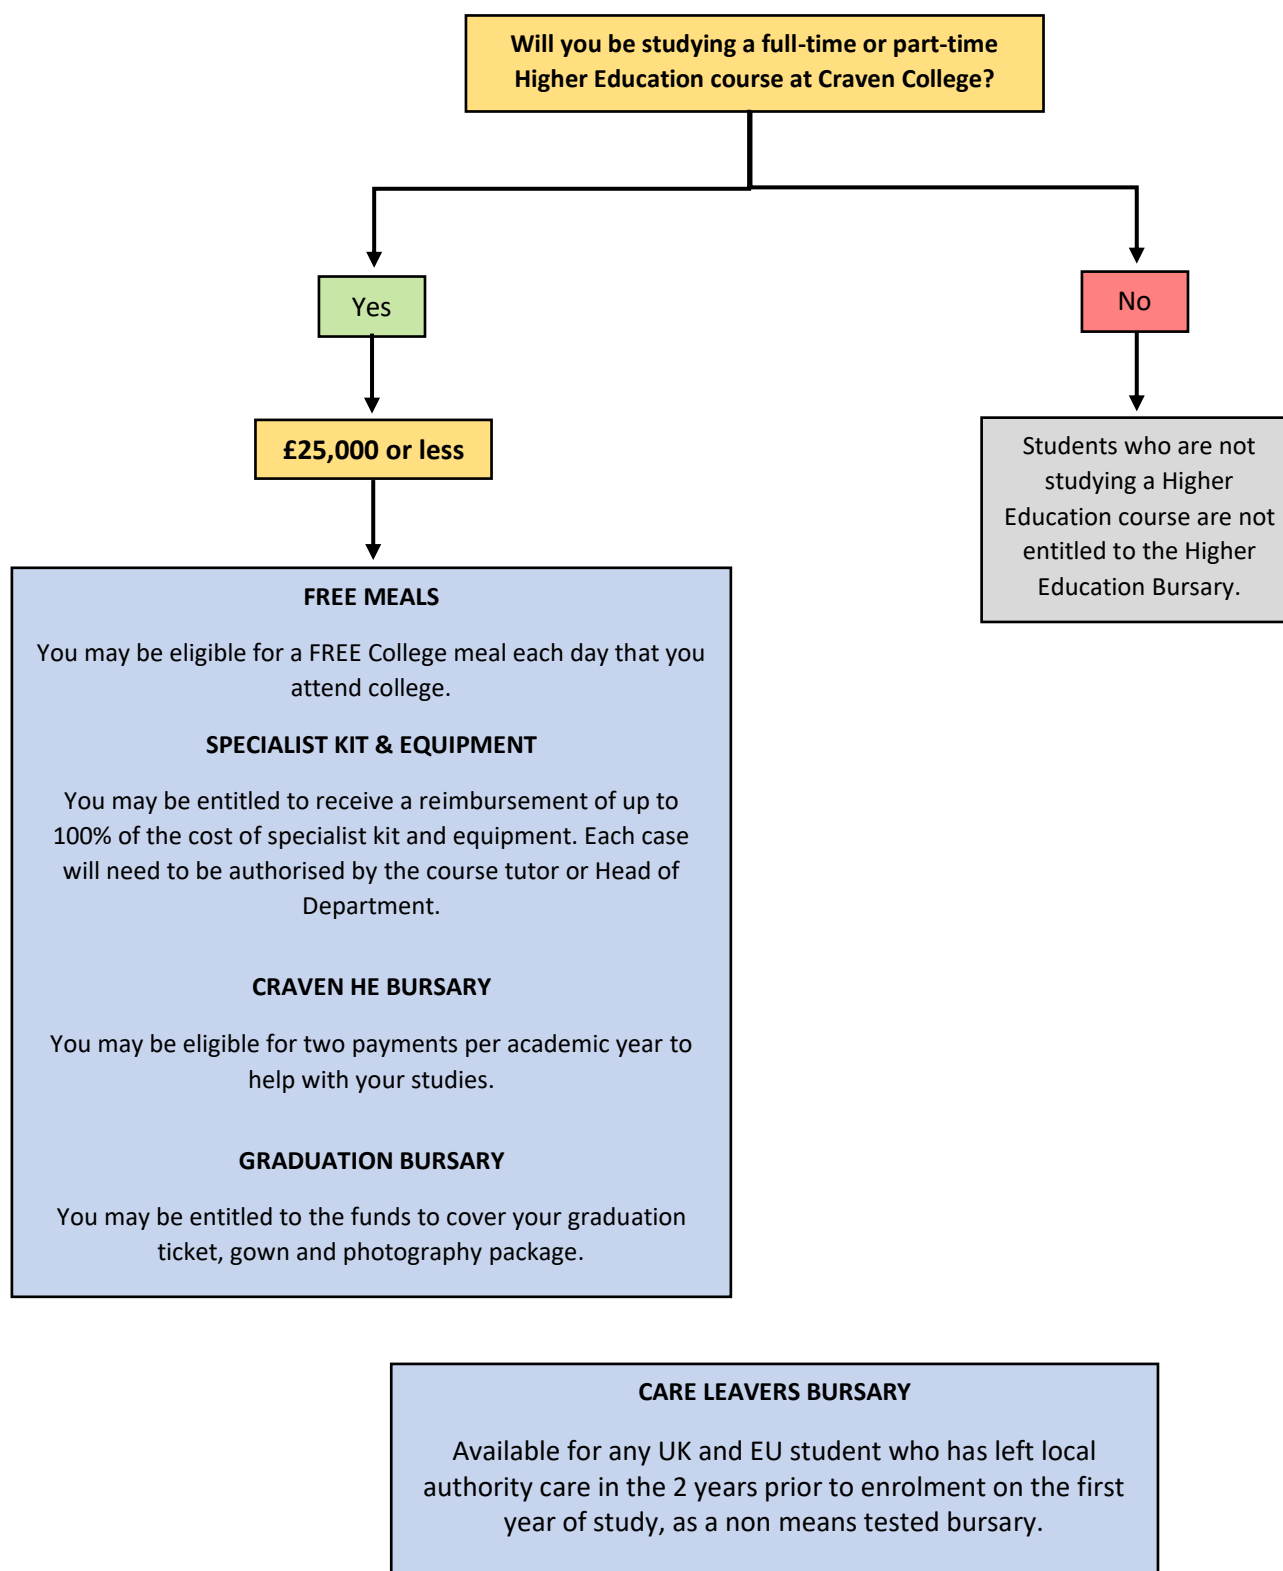 Will you be studying a full-time or part-time
Higher Education course at Craven College?
Yes
No
£25,000 or less
Students who are not
studying a Higher
Education course are not
entitled to the Higher
Education Bursary.
FREE MEALS
You may be eligible for a FREE College meal each day that you
attend college.
SPECIALIST KIT & EQUIPMENT
You may be entitled to receive a reimbursement of up to
100% of the cost of specialist kit and equipment. Each case
will need to be authorised by the course tutor or Head of
Department.
CRAVEN HE BURSARY
You may be eligible for two payments per academic year to
help with your studies.
GRADUATION BURSARY
You may be entitled to the funds to cover your graduation
ticket, gown and photography package.
CARE LEAVERS BURSARY
Available for any UK and EU student who has left local
authority care in the 2 years prior to enrolment on the first
year of study, as a non means tested bursary.